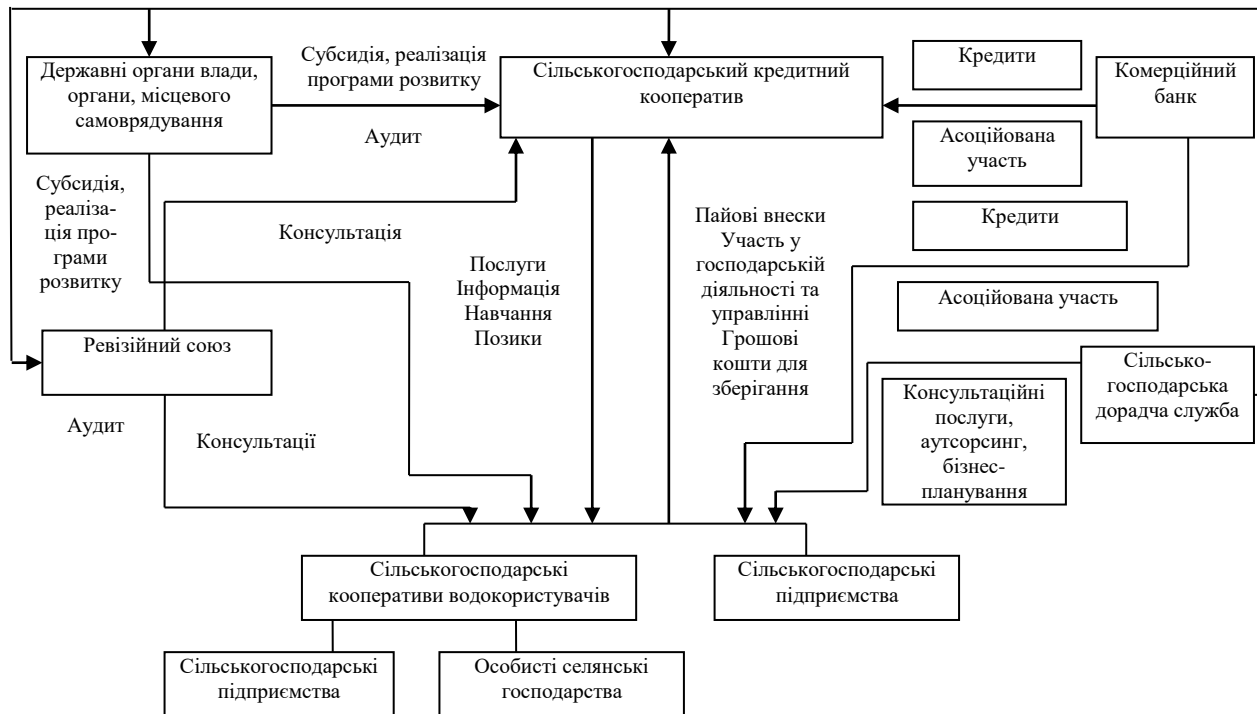 Державні органи влади,
органи, місцевого
самоврядування
Субсидія, реалізація
програми розвитку
Аудит
Сільськогосподарський кредитний
кооператив
Кредити
Комерційний
банк
Асоційована
участь
Кредити
Асоційована участь
Субсидія,
реаліза-
ція про-
грами
розвитку
Консультація
Послуги
Інформація
Навчання
Позики
Пайові внески
Участь у
господарській
діяльності та
управлінні
Грошові
кошти для
зберігання
Ревізійний союз
Аудит
Консультації
Сільсько-
господарська
дорадча служба
Консультаційні
послуги,
аутсорсинг,
бізнес-
планування
Сільськогосподарські
кооперативи водокористувачів
Сільськогосподарські
підприємства
Сільськогосподарські
підприємства
Особисті селянські
господарства